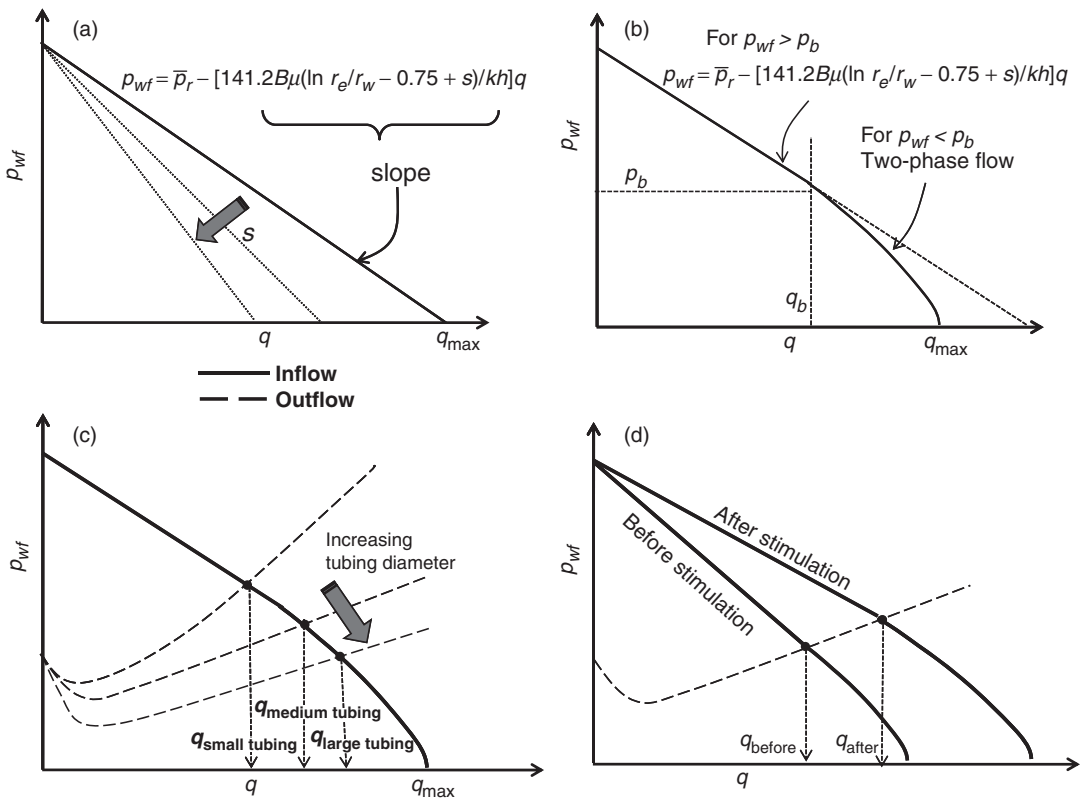 (a)
p_wf = p̅_r – [141.2Bμ(ln r_e/r_w – 0.75 + s)/kh]q
slope
s
p_wf
q
q_max
(b)
For p_wf > p_b
p_wf = p̅_r – [141.2Bμ(ln r_e/r_w – 0.75 + s)/kh]q
For p_wf < p_b
Two-phase flow
p_b
q_b
p_wf
q
q_max
Inflow
Outflow
(c)
Increasing
tubing diameter
p_wf
q_medium tubing
q_small tubing
q_large tubing
q
q_max
(d)
After stimulation
Before stimulation
p_wf
q_before
q_after
q